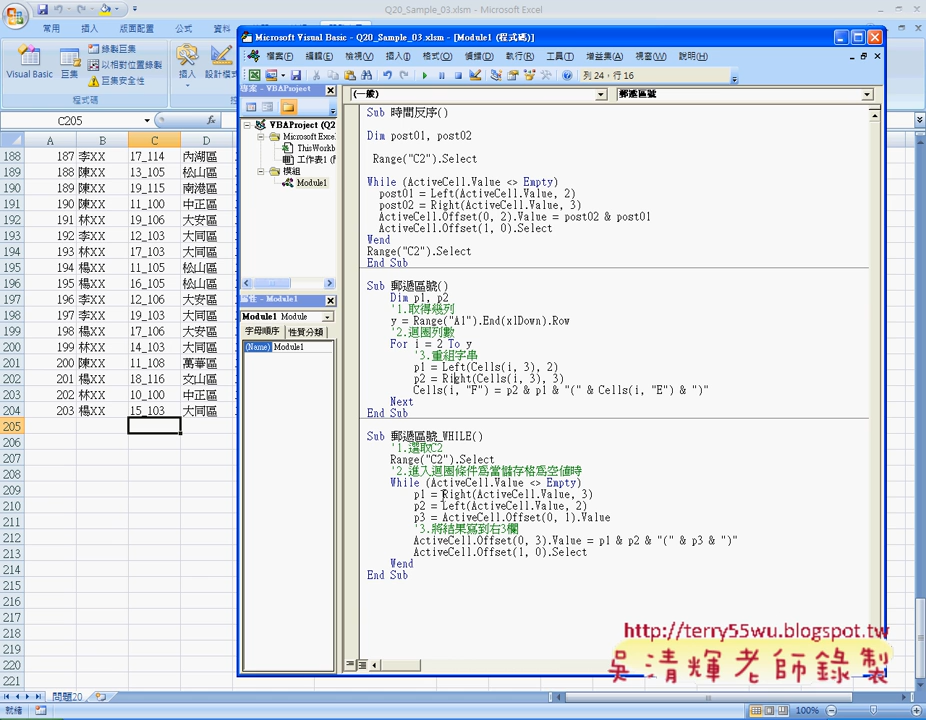 Q20_Sample_03.xlsm - Microsoft Excel
常用 插入 版面配置 公式 資料
Visual Basic 巨集 錄製巨集 以相對位置錄製 巨集安全性 插入 設計模式
程式碼
C205 fx
A B C D
188 187 李XX 17_114 內湖區
189 188 陳XX 13_105 松山區
190 189 陳XX 19_115 南港區
191 190 陳XX 11_100 中正區
192 191 林XX 19_106 大安區
193 192 李XX 12_103 大同區
194 193 林XX 17_103 大同區
195 194 楊XX 11_105 松山區
196 195 楊XX 16_105 松山區
197 196 李XX 12_106 大安區
198 197 李XX 19_103 大同區
199 198 楊XX 17_106 大安區
200 199 林XX 14_103 大同區
201 200 陳XX 11_108 萬華區
202 201 楊XX 18_116 文山區
203 202 林XX 10_100 中正區
204 203 楊XX 15_103 大同區
205
206
207
208
209
210
211
212
213
214
215
216
217
218
219
220
221
問題20
就緒
100%
Microsoft Visual Basic - Q20_Sample_03.xlsm - [Module1 (程式碼)]
檔案(F) 編輯(E) 檢視(V) 插入(I) 格式(O) 偵錯(D) 執行(R) 工具(T) 增益集(A) 視窗(W) 說明(H)
列 24, 行 16
專案 - VBAProject
VBAProject (Q2
Microsoft Exce
ThisWorkb
工作表1 (
模組
Module1
屬性 - Module1
Module1 Module
字母順序 性質分類
(Name) Module1
(一般) 郵遞區號
Sub 時間反序()
Dim post01, post02
Range("C2").Select
While (ActiveCell.Value <> Empty)
post01 = Left(ActiveCell.Value, 2)
post02 = Right(ActiveCell.Value, 3)
ActiveCell.Offset(0, 2).Value = post02 & post01
ActiveCell.Offset(1, 0).Select
Wend
Range("C2").Select
End Sub
Sub 郵遞區號()
Dim p1, p2
'1.取得幾列
y = Range("A1").End(xlDown).Row
'2.迴圈列數
For i = 2 To y
'3.重組字串
p1 = Left(Cells(i, 3), 2)
p2 = Right(Cells(i, 3), 3)
Cells(i, "F") = p2 & p1 & "(" & Cells(i, "E") & ")"
Next
End Sub
Sub 郵遞區號_WHILE()
'1.選取C2
Range("C2").Select
'2.進入迴圈條件為當儲存格為空值時
While (ActiveCell.Value <> Empty)
p1 = Right(ActiveCell.Value, 3)
p2 = Left(ActiveCell.Value, 2)
p3 = ActiveCell.Offset(0, 1).Value
'3.將結果寫到右3欄
ActiveCell.Offset(0, 3).Value = p1 & p2 & "(" & p3 & ")"
ActiveCell.Offset(1, 0).Select
Wend
End Sub
http://terry55wu.blogspot.tw
吳清輝老師錄製